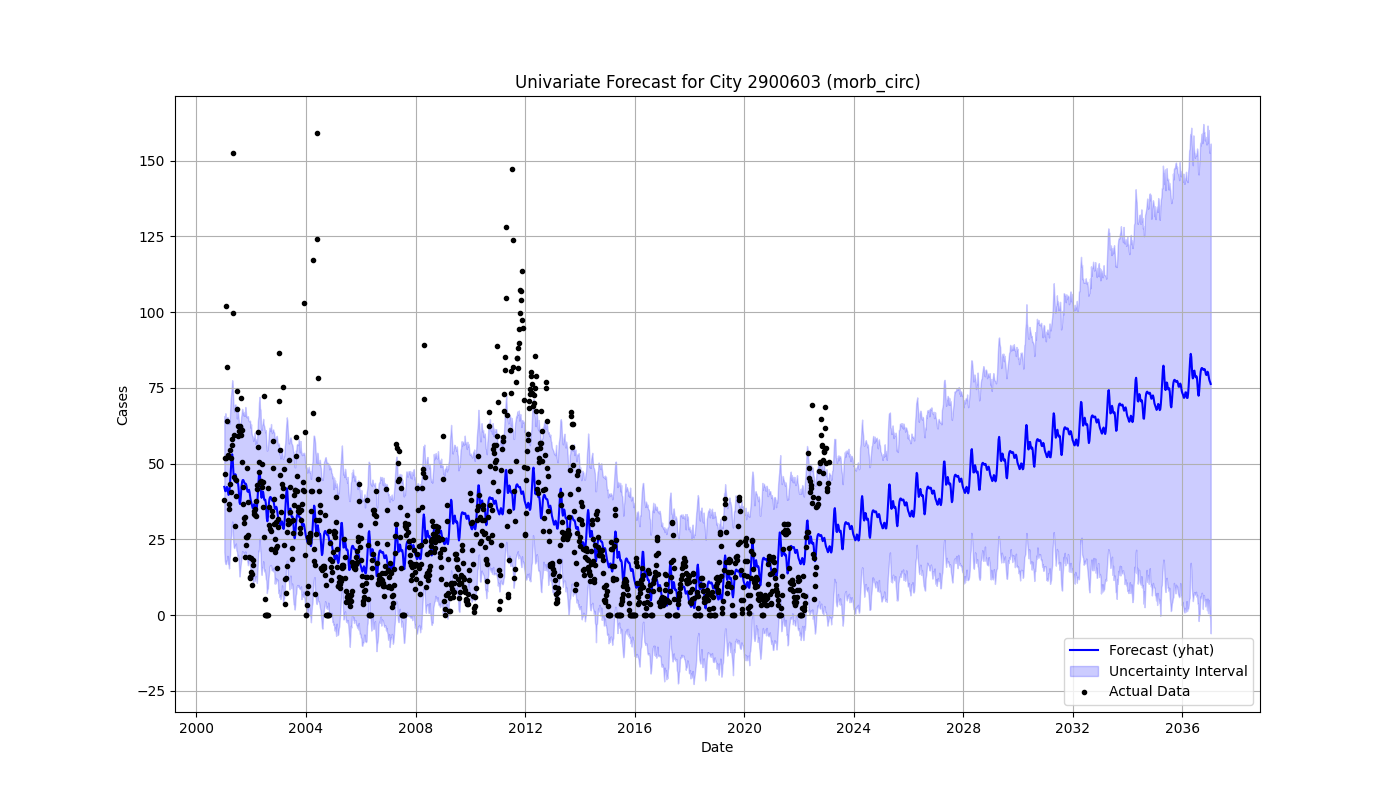 Univariate Forecast for City 2900603 (morb_circ)
150
125
100
75
50
25
0
−25
Cases
2000 2004 2008 2012 2016 2020 2024 2028 2032 2036
Date
Forecast (yhat)
Uncertainty Interval
Actual Data